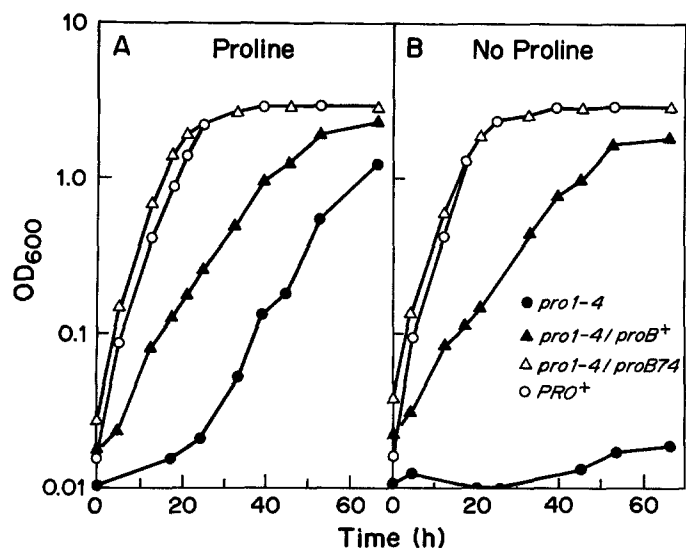 A Proline
B No Proline
10
1.0
0.1
0.01
OD600
pro1-4
pro1-4/proB+
pro1-4/proB74
PRO+
0 20 40 60
0 20 40 60
Time (h)